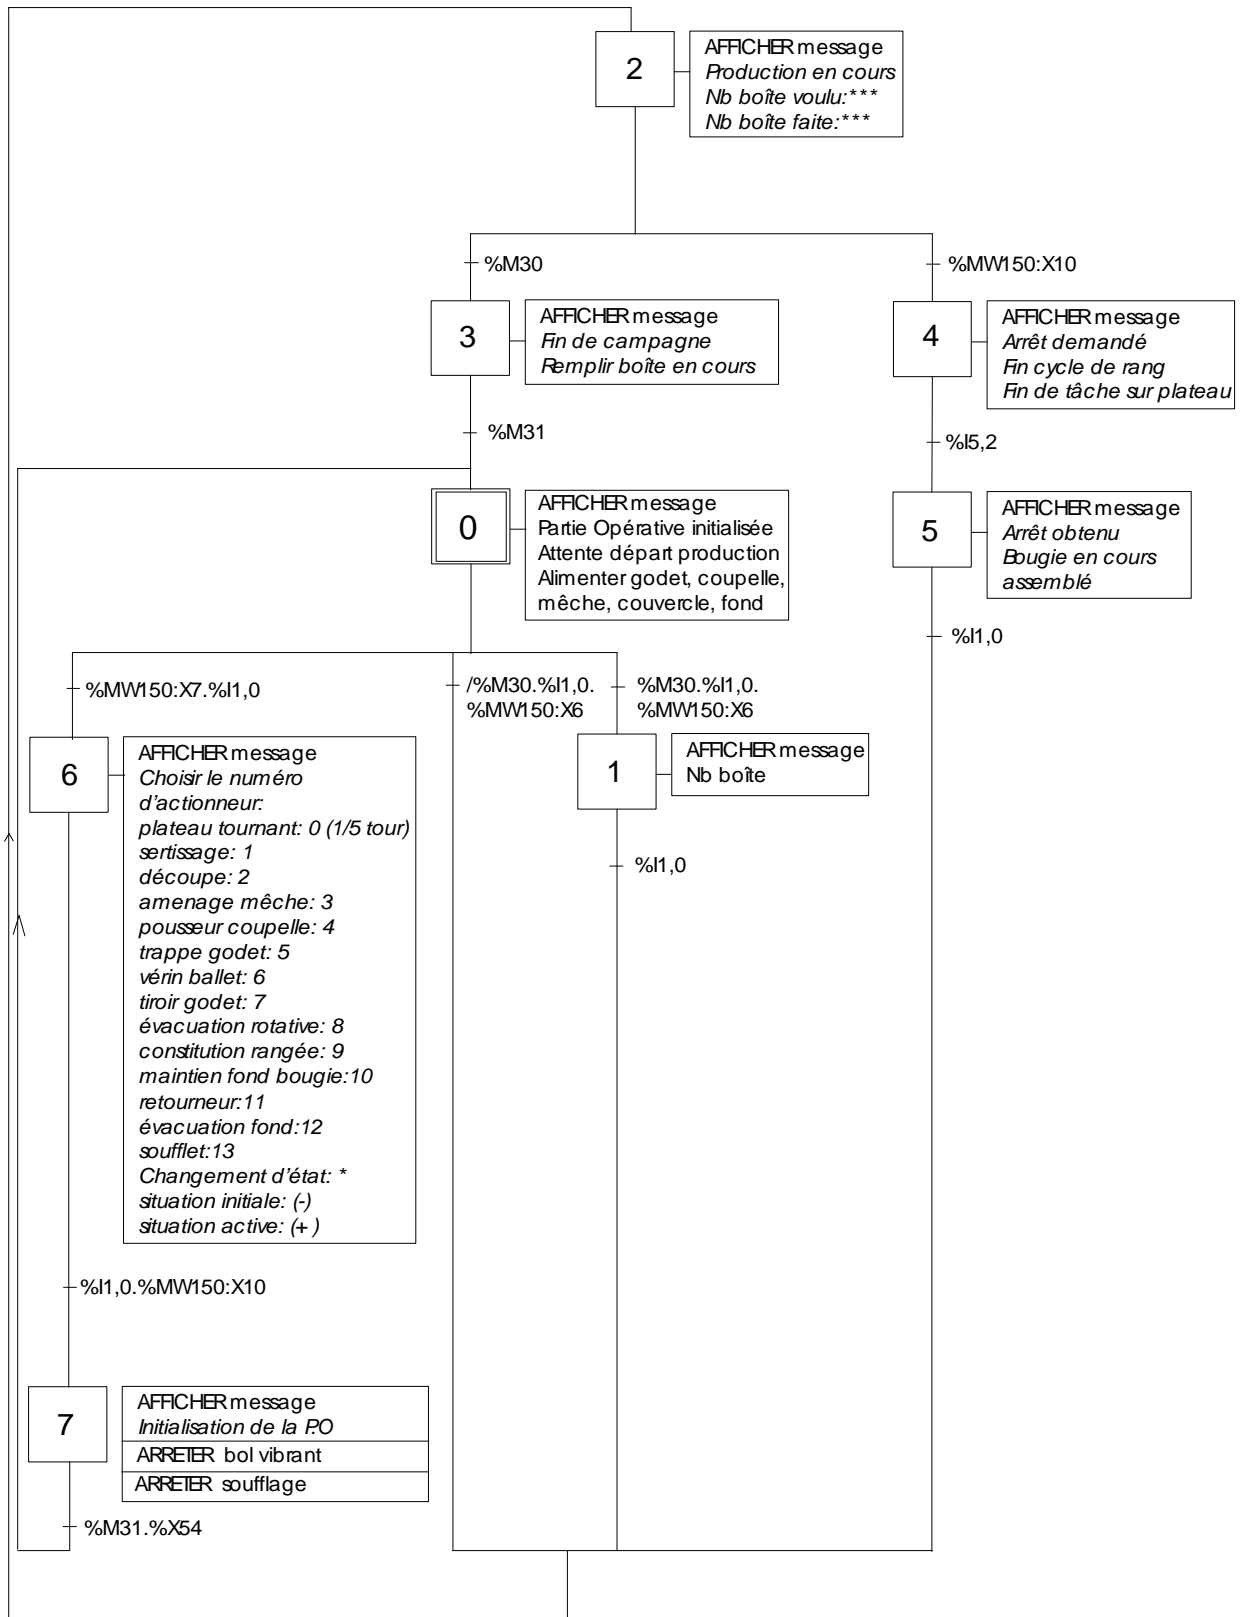 2
AFFICHER message
Production en cours
Nb boîte voulu:***
Nb boîte faite:***
%M30
%MW150:X10
3
AFFICHER message
Fin de campagne
Remplir boîte en cours
4
AFFICHER message
Arrêt demandé
Fin cycle de rang
Fin de tâche sur plateau
%M31
%I5,2
0
AFFICHER message
Partie Opérative initialisée
Attente départ production
Alimenter godet, coupelle,
mêche, couvercle, fond
5
AFFICHER message
Arrêt obtenu
Bougie en cours
assemblé
%I1,0
%MW150:X7.%I1,0
/%M30.%I1,0.
%MW150:X6
%M30.%I1,0.
%MW150:X6
6
AFFICHER message
Choisir le numéro
d'actionneur:
plateau tournant: 0 (1/5 tour)
sertissage: 1
découpe: 2
amenage mêche: 3
pousseur coupelle: 4
trappe godet: 5
vérin ballet: 6
tiroir godet: 7
évacuation rotative: 8
constitution rangée: 9
maintien fond bougie:10
retourneur:11
évacuation fond:12
soufflet:13
Changement d'état: *
situation initiale: (-)
situation active: (+ )
1
AFFICHER message
Nb boîte
%I1,0
%I1,0.%MW150:X10
7
AFFICHER message
Initialisation de la P.O
ARRETER bol vibrant
ARRETER soufflage
%M31.%X54